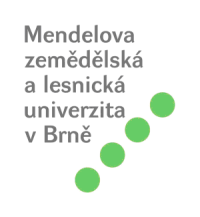 Mendelova
zemědělská
a lesnická
univerzita
v Brně